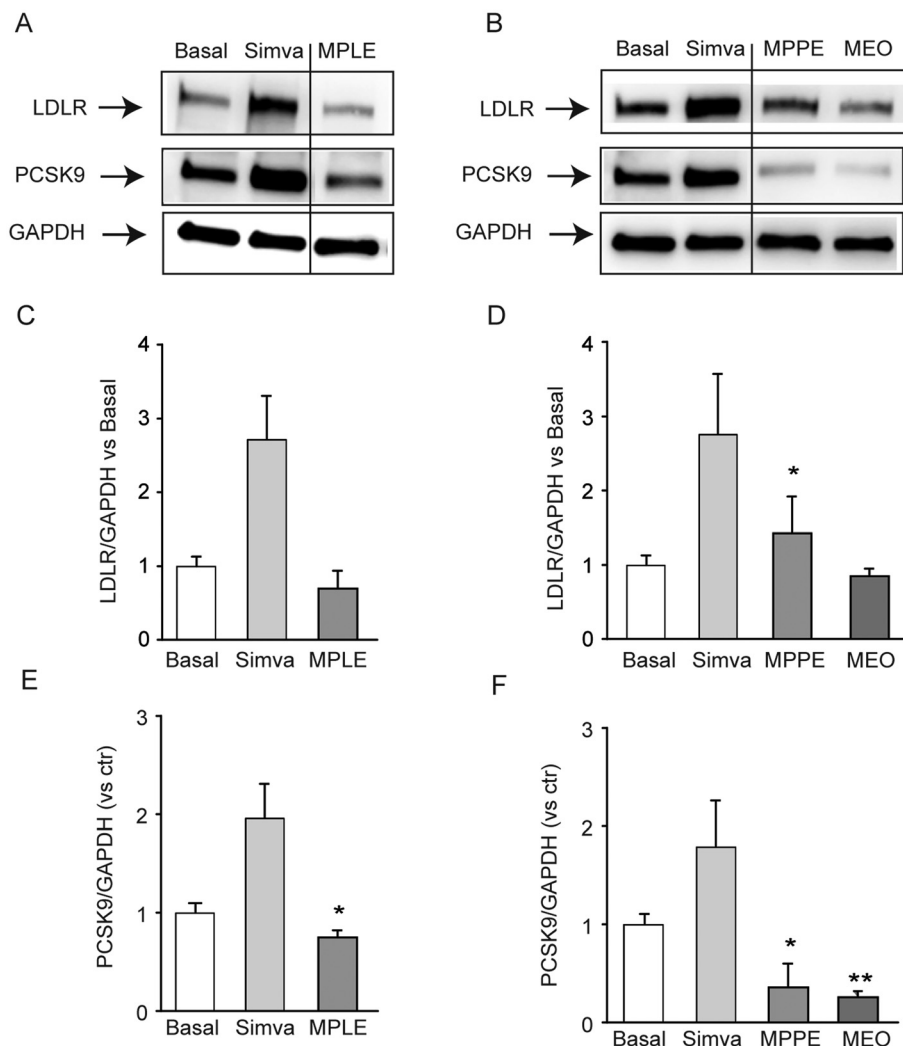 A
Basal Simva MPLE
LDLR
PCSK9
GAPDH
B
Basal Simva MPPE MEO
LDLR
PCSK9
GAPDH
C
LDLR/GAPDH vs Basal
4
3
2
1
0
Basal Simva MPLE
D
LDLR/GAPDH vs Basal
4
3
2
1
0
*
Basal Simva MPPE MEO
E
PCSK9/GAPDH (vs ctr)
3
2
1
0
*
Basal Simva MPLE
F
PCSK9/GAPDH (vs ctr)
3
2
1
0
* **
Basal Simva MPPE MEO